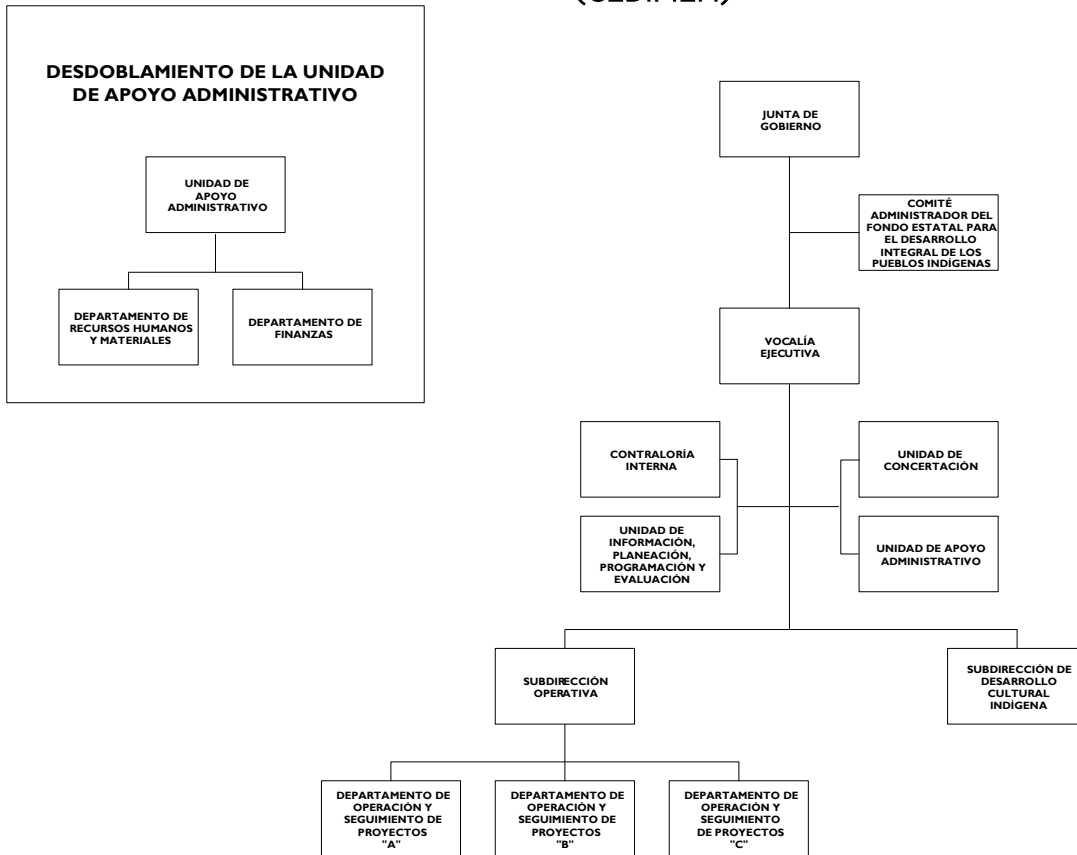 DESDOBLAMIENTO DE LA UNIDAD
DE APOYO ADMINISTRATIVO
UNIDAD DE
APOYO
ADMINISTRATIVO
DEPARTAMENTO DE
RECURSOS HUMANOS
Y MATERIALES
DEPARTAMENTO DE
FINANZAS
JUNTA DE
GOBIERNO
COMITÉ
ADMINISTRADOR DEL
FONDO ESTATAL PARA
EL DESARROLLO
INTEGRAL DE LOS
PUEBLOS INDÍGENAS
VOCALÍA
EJECUTIVA
CONTRALORÍA
INTERNA
UNIDAD DE
CONCERTACIÓN
UNIDAD DE
INFORMACIÓN,
PLANEACIÓN,
PROGRAMACIÓN Y
EVALUACIÓN
UNIDAD DE APOYO
ADMINISTRATIVO
SUBDIRECCIÓN
OPERATIVA
SUBDIRECCIÓN DE
DESARROLLO
CULTURAL
INDÍGENA
DEPARTAMENTO DE
OPERACIÓN Y
SEGUIMIENTO DE
PROYECTOS
"A"
DEPARTAMENTO DE
OPERACIÓN Y
SEGUIMIENTO DE
PROYECTOS
"B"
DEPARTAMENTO DE
OPERACIÓN Y
SEGUIMIENTO
DE PROYECTOS
"C"